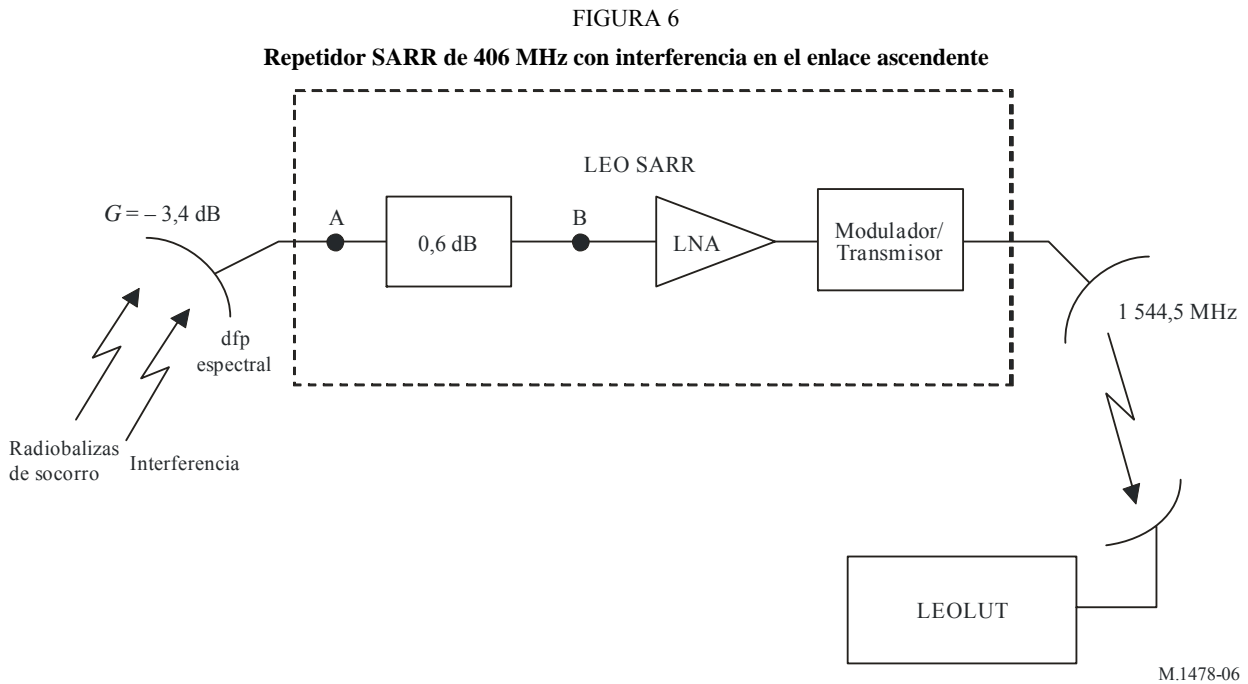 FIGURA 6
Repetidor SARR de 406 MHz con interferencia en el enlace ascendente
LEO SARR
G = – 3,4 dB
A
0,6 dB
B
LNA
Modulador/
Transmisor
1 544,5 MHz
dfp
espectral
Radiobalizas
de socorro
Interferencia
LEOLUT
M.1478-06